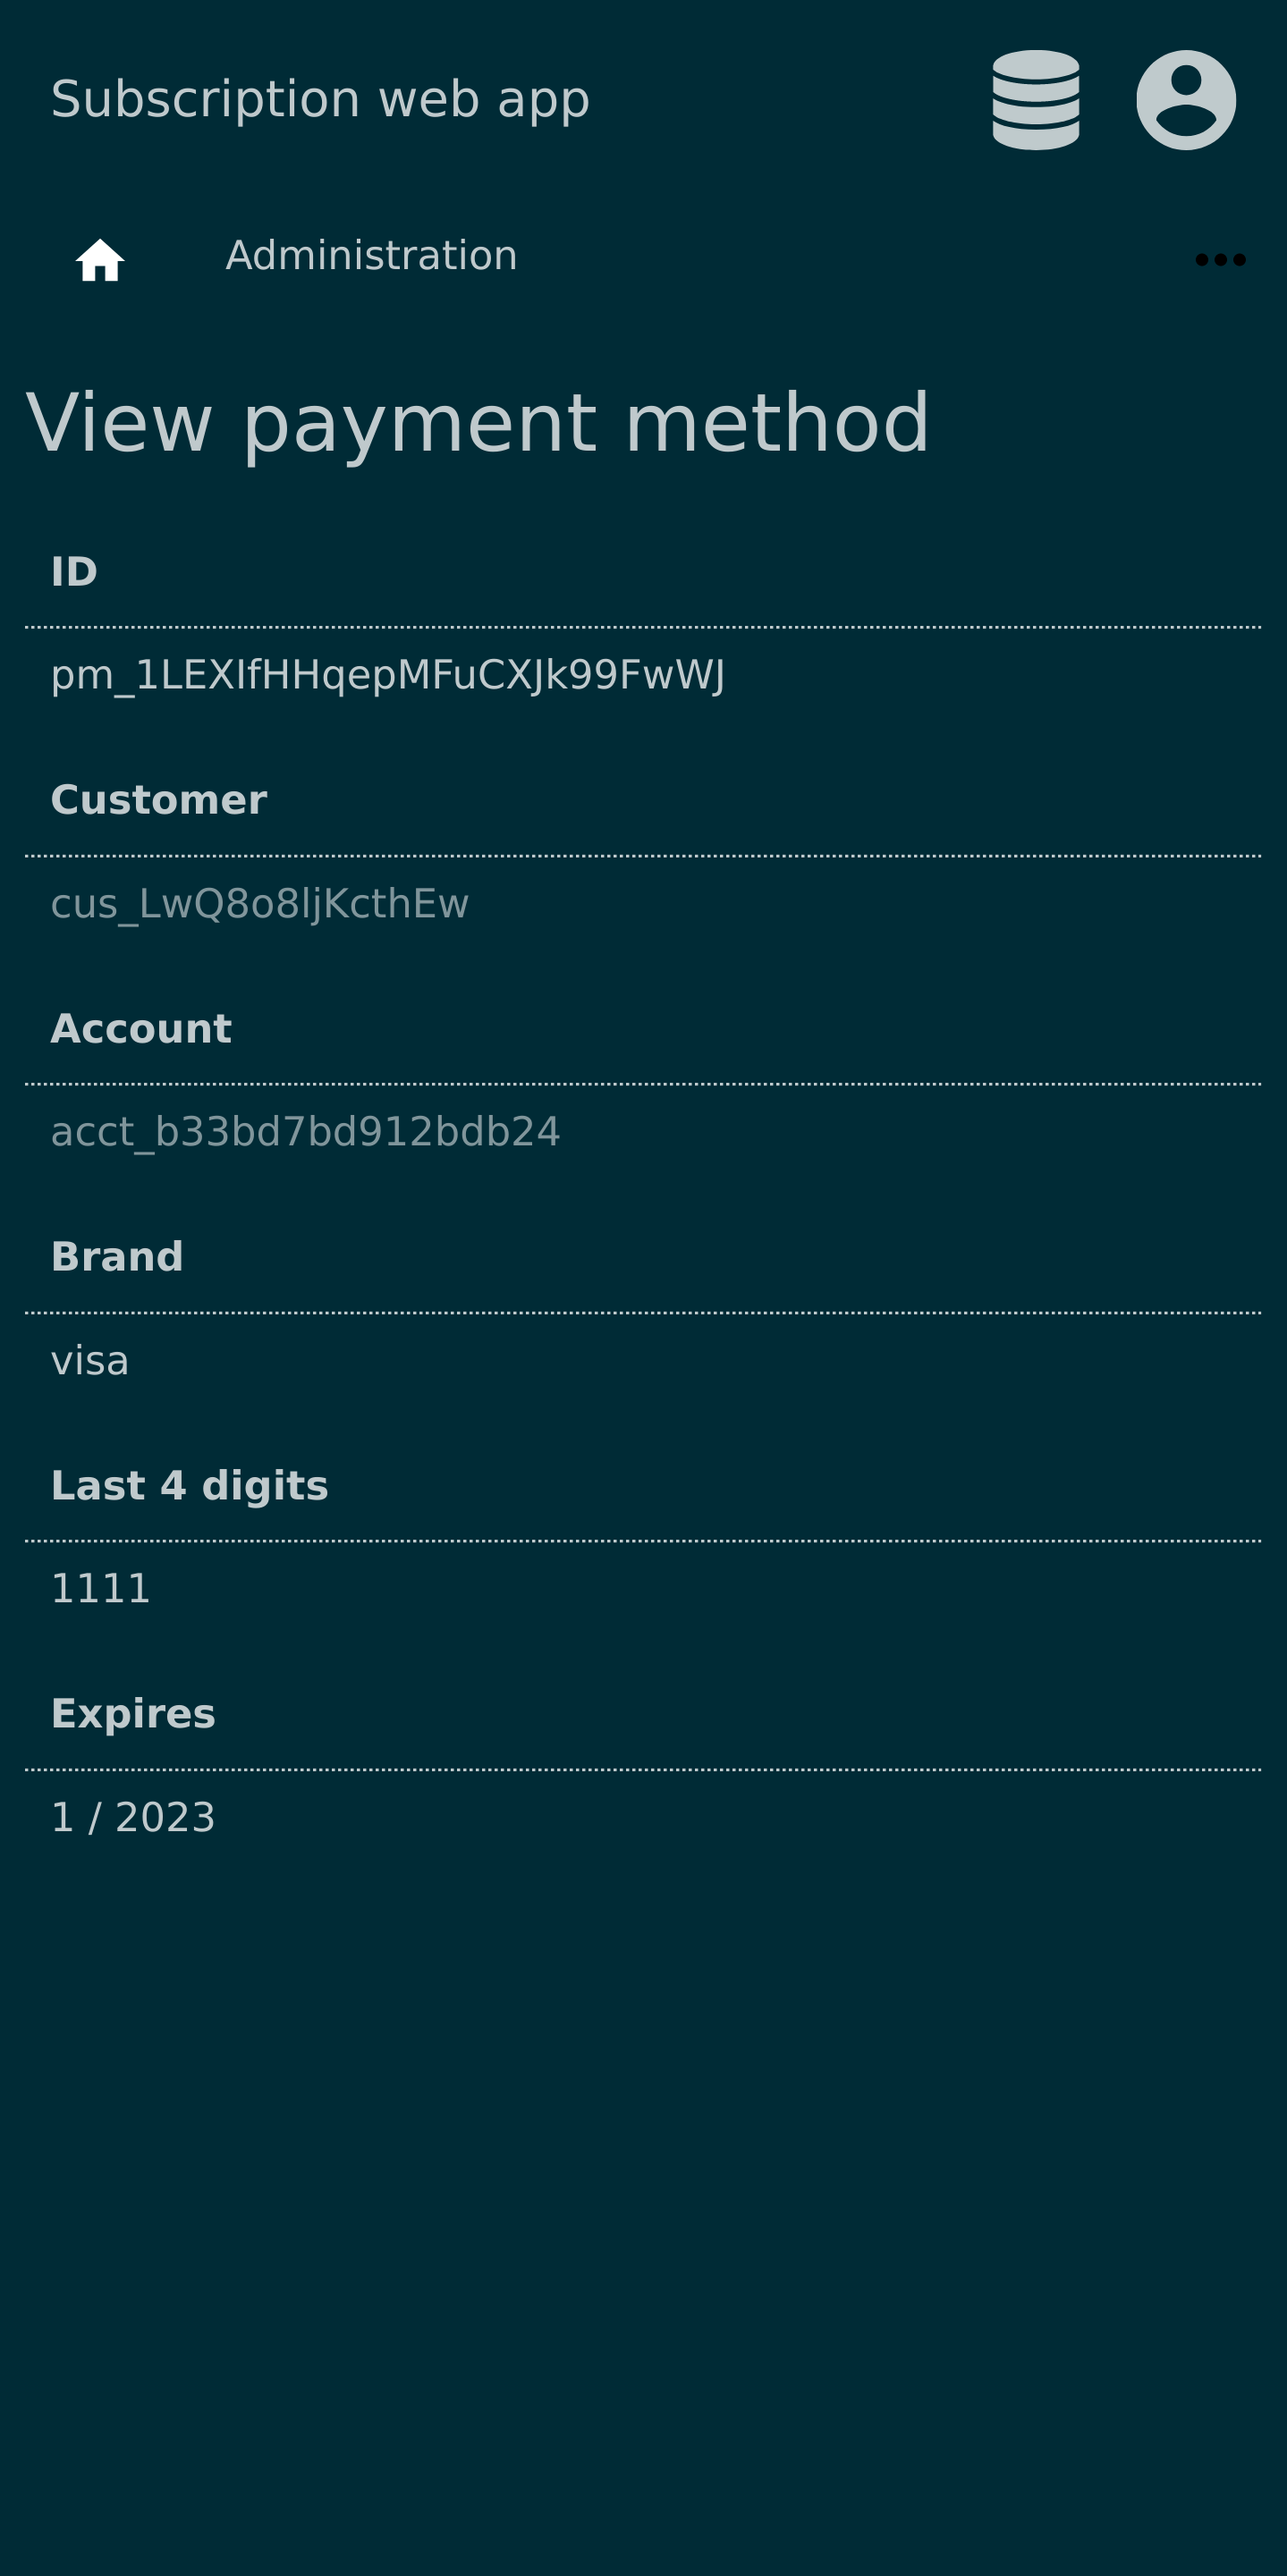 Subscription web app
Administration
View payment method
ID
pm_1LEXIfHHqepMFuCXJk99FwWJ
Customer
cus_LwQ8o8ljKcthEw
Account
acct_b33bd7bd912bdb24
Brand
visa
Last 4 digits
1111
Expires
1 / 2023